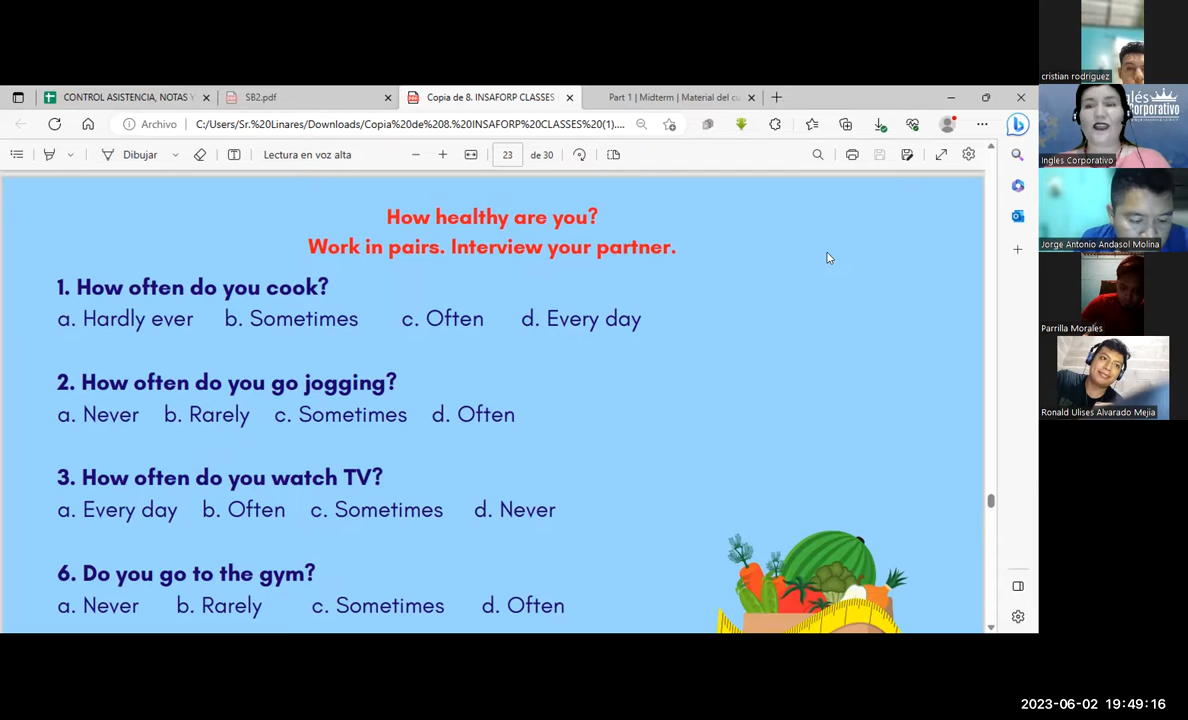 cristian rodriguez
CONTROL ASISTENCIA, NOTAS Y
SB2.pdf
Copia de 8. INSAFORP CLASSES
Part 1 | Midterm | Material del cu
Archivo
C:/Users/Sr.%20Linares/Downloads/Copia%20de%208.%20INSAFORP%20CLASSES%20(1)....
glés
orporativo
Ingles Corporativo
Dibujar
Lectura en voz alta
23
de 30
How healthy are you?
Work in pairs. Interview your partner.
Jorge Antonio Andasol Molina
1. How often do you cook?
a. Hardly ever b. Sometimes c. Often d. Every day
Parrilla Morales
2. How often do you go jogging?
a. Never b. Rarely c. Sometimes d. Often
Ronald Ulises Alvarado Mejia
3. How often do you watch TV?
a. Every day b. Often c. Sometimes d. Never
6. Do you go to the gym?
a. Never b. Rarely c. Sometimes d. Often
2023-06-02 19:49:16